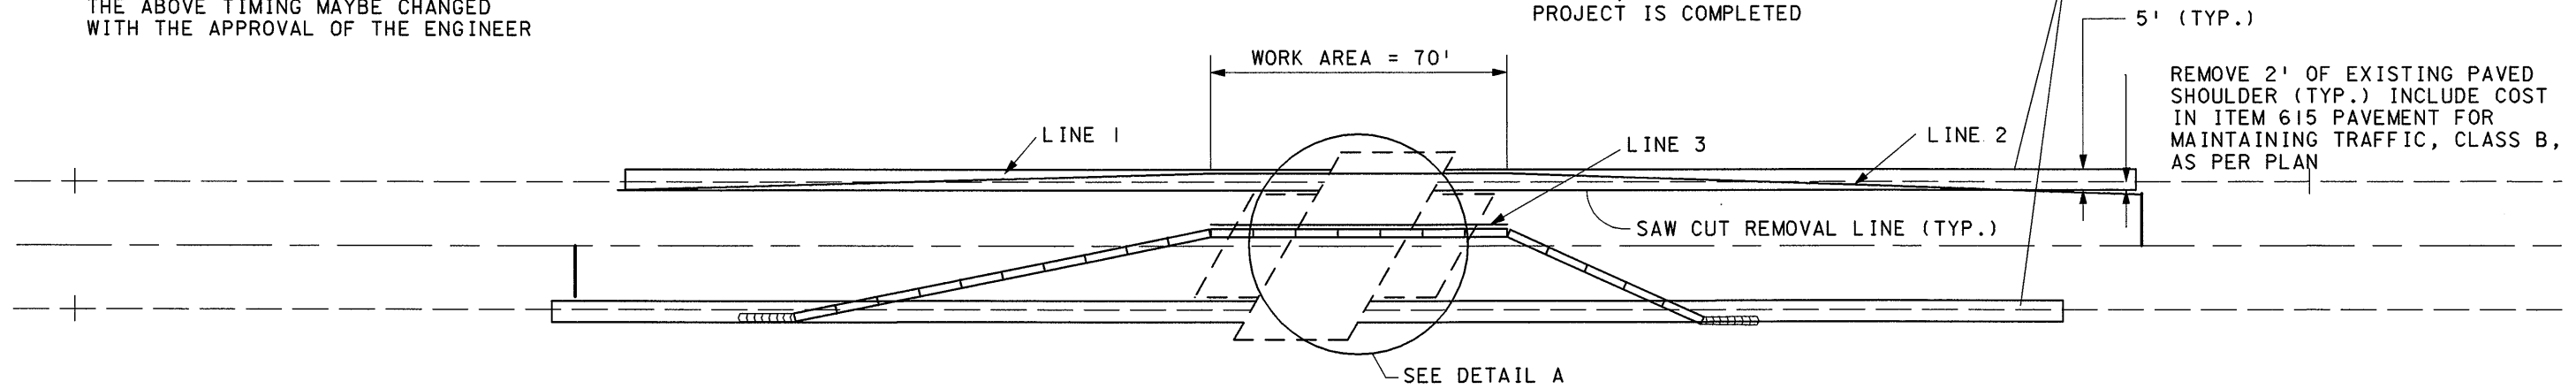 THE ABOVE TIMING MAYBE CHANGED
WITH THE APPROVAL OF THE ENGINEER
PROJECT IS COMPLETED
5' (TYP.)
WORK AREA = 70'
REMOVE 2' OF EXISTING PAVED
SHOULDER (TYP.) INCLUDE COST
IN ITEM 615 PAVEMENT FOR
MAINTAINING TRAFFIC, CLASS B,
AS PER PLAN
LINE 1
LINE 3
LINE 2
SAW CUT REMOVAL LINE (TYP.)
SEE DETAIL A